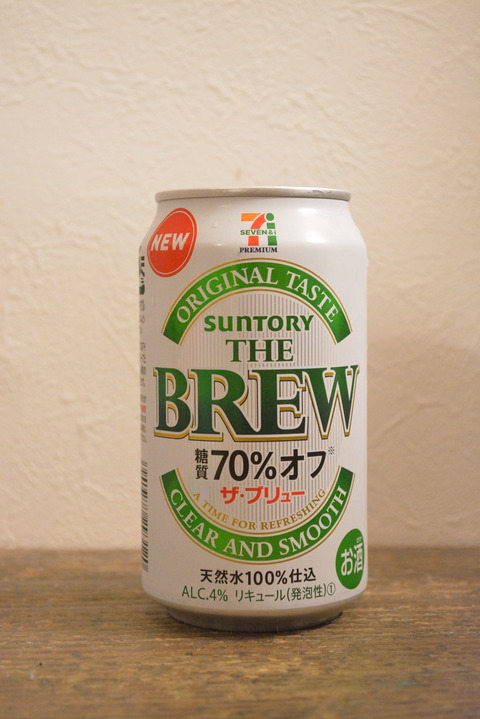 NEW
7i
SEVEN&i
PREMIUM
ORIGINAL TASTE
SUNTORY
THE
BREW
糖質70%オフ※
ザ・ブリュー
A TIME FOR REFRESHING
CLEAR AND SMOOTH
お酒
天然水100%仕込
ALC.4% リキュール(発泡性)①